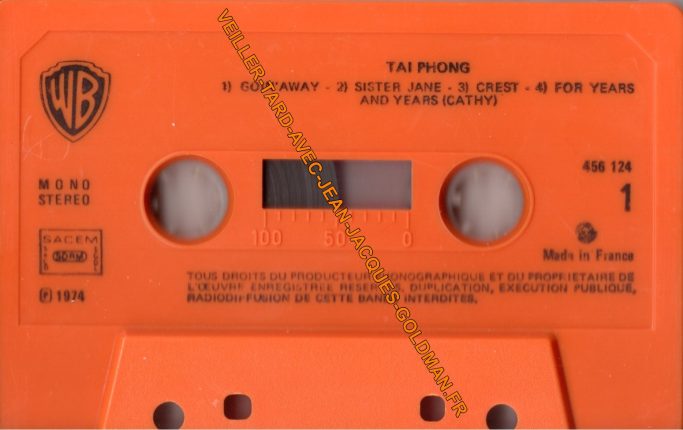 TAI PHONG
1) GOIN' AWAY - 2) SISTER JANE - 3) CREST - 4) FOR YEARS
AND YEARS (CATHY)
WB
MONO
STEREO
456 124
1
100 50 0
SACEM
SDRM
Made in France
℗ 1974
TOUS DROITS DU PRODUCTEUR PHONOGRAPHIQUE ET DU PROPRIETAIRE DE
L'ŒUVRE ENREGISTREE RESERVES. DUPLICATION, EXECUTION PUBLIQUE,
RADIODIFFUSION DE CETTE BANDE INTERDITES.
VEILLER-TARD-AVEC-JEAN-JACQUES-GOLDMAN.FR